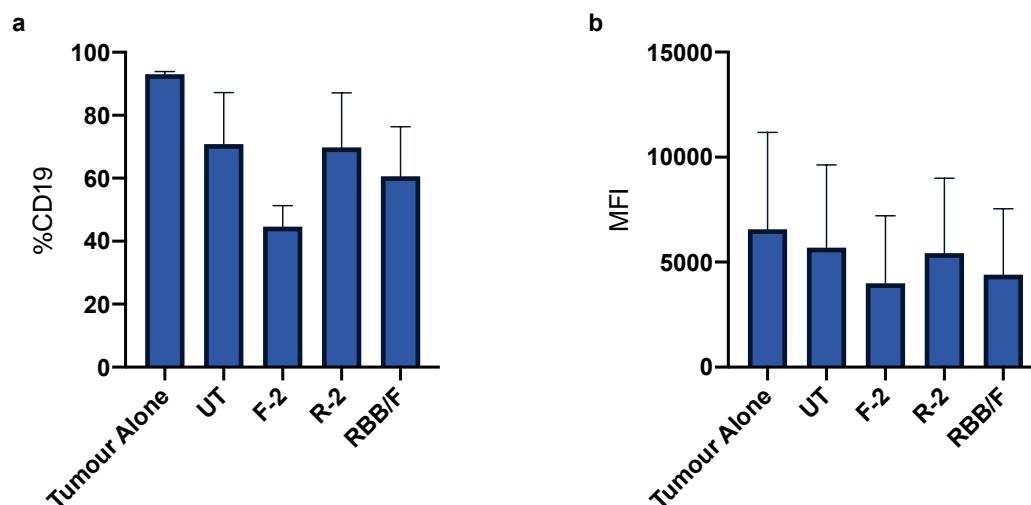 a
100
80
60
40
20
0
%CD19
Tumour Alone
UT
F-2
R-2
RBB/F
b
15000
10000
5000
0
MFI
Tumour Alone
UT
F-2
R-2
RBB/F